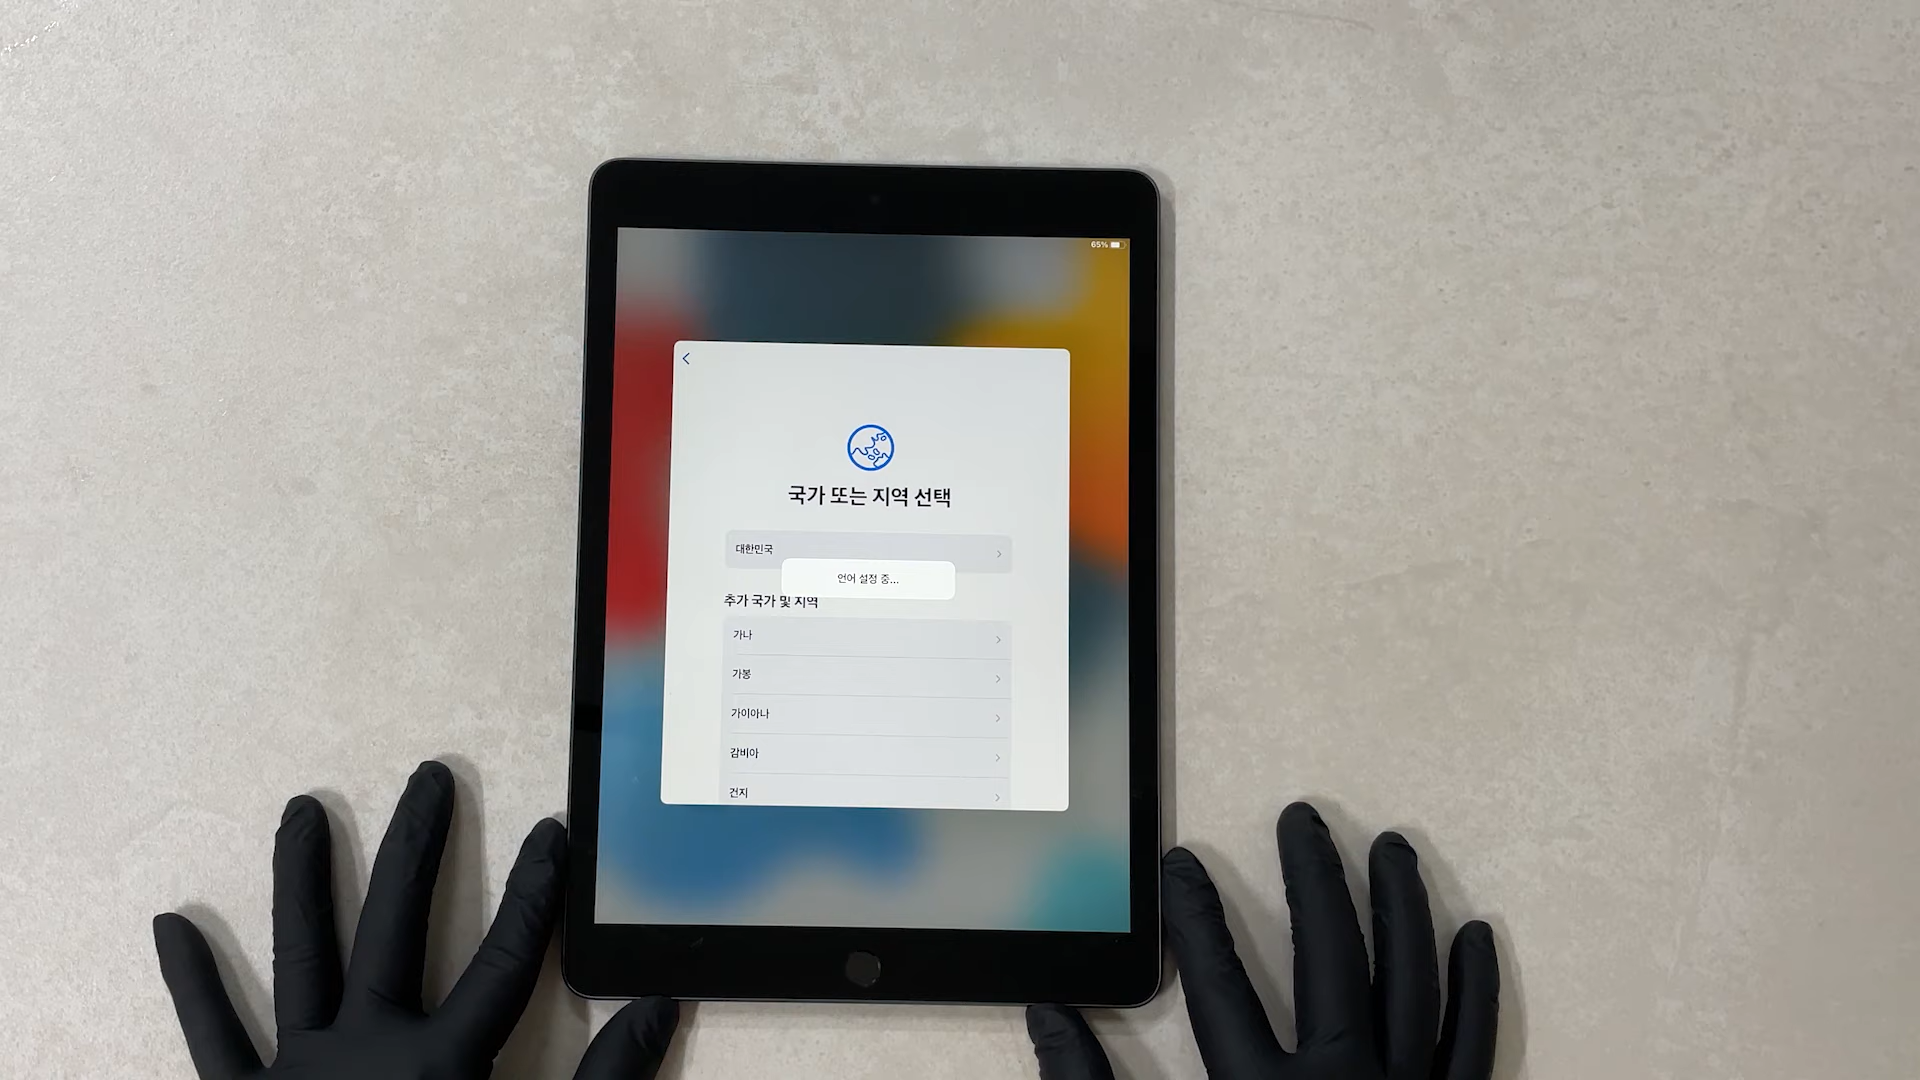 65%
국가 또는 지역 선택
대한민국
언어 설정 중...
추가 국가 및 지역
가나
가봉
가이아나
감비아
건지